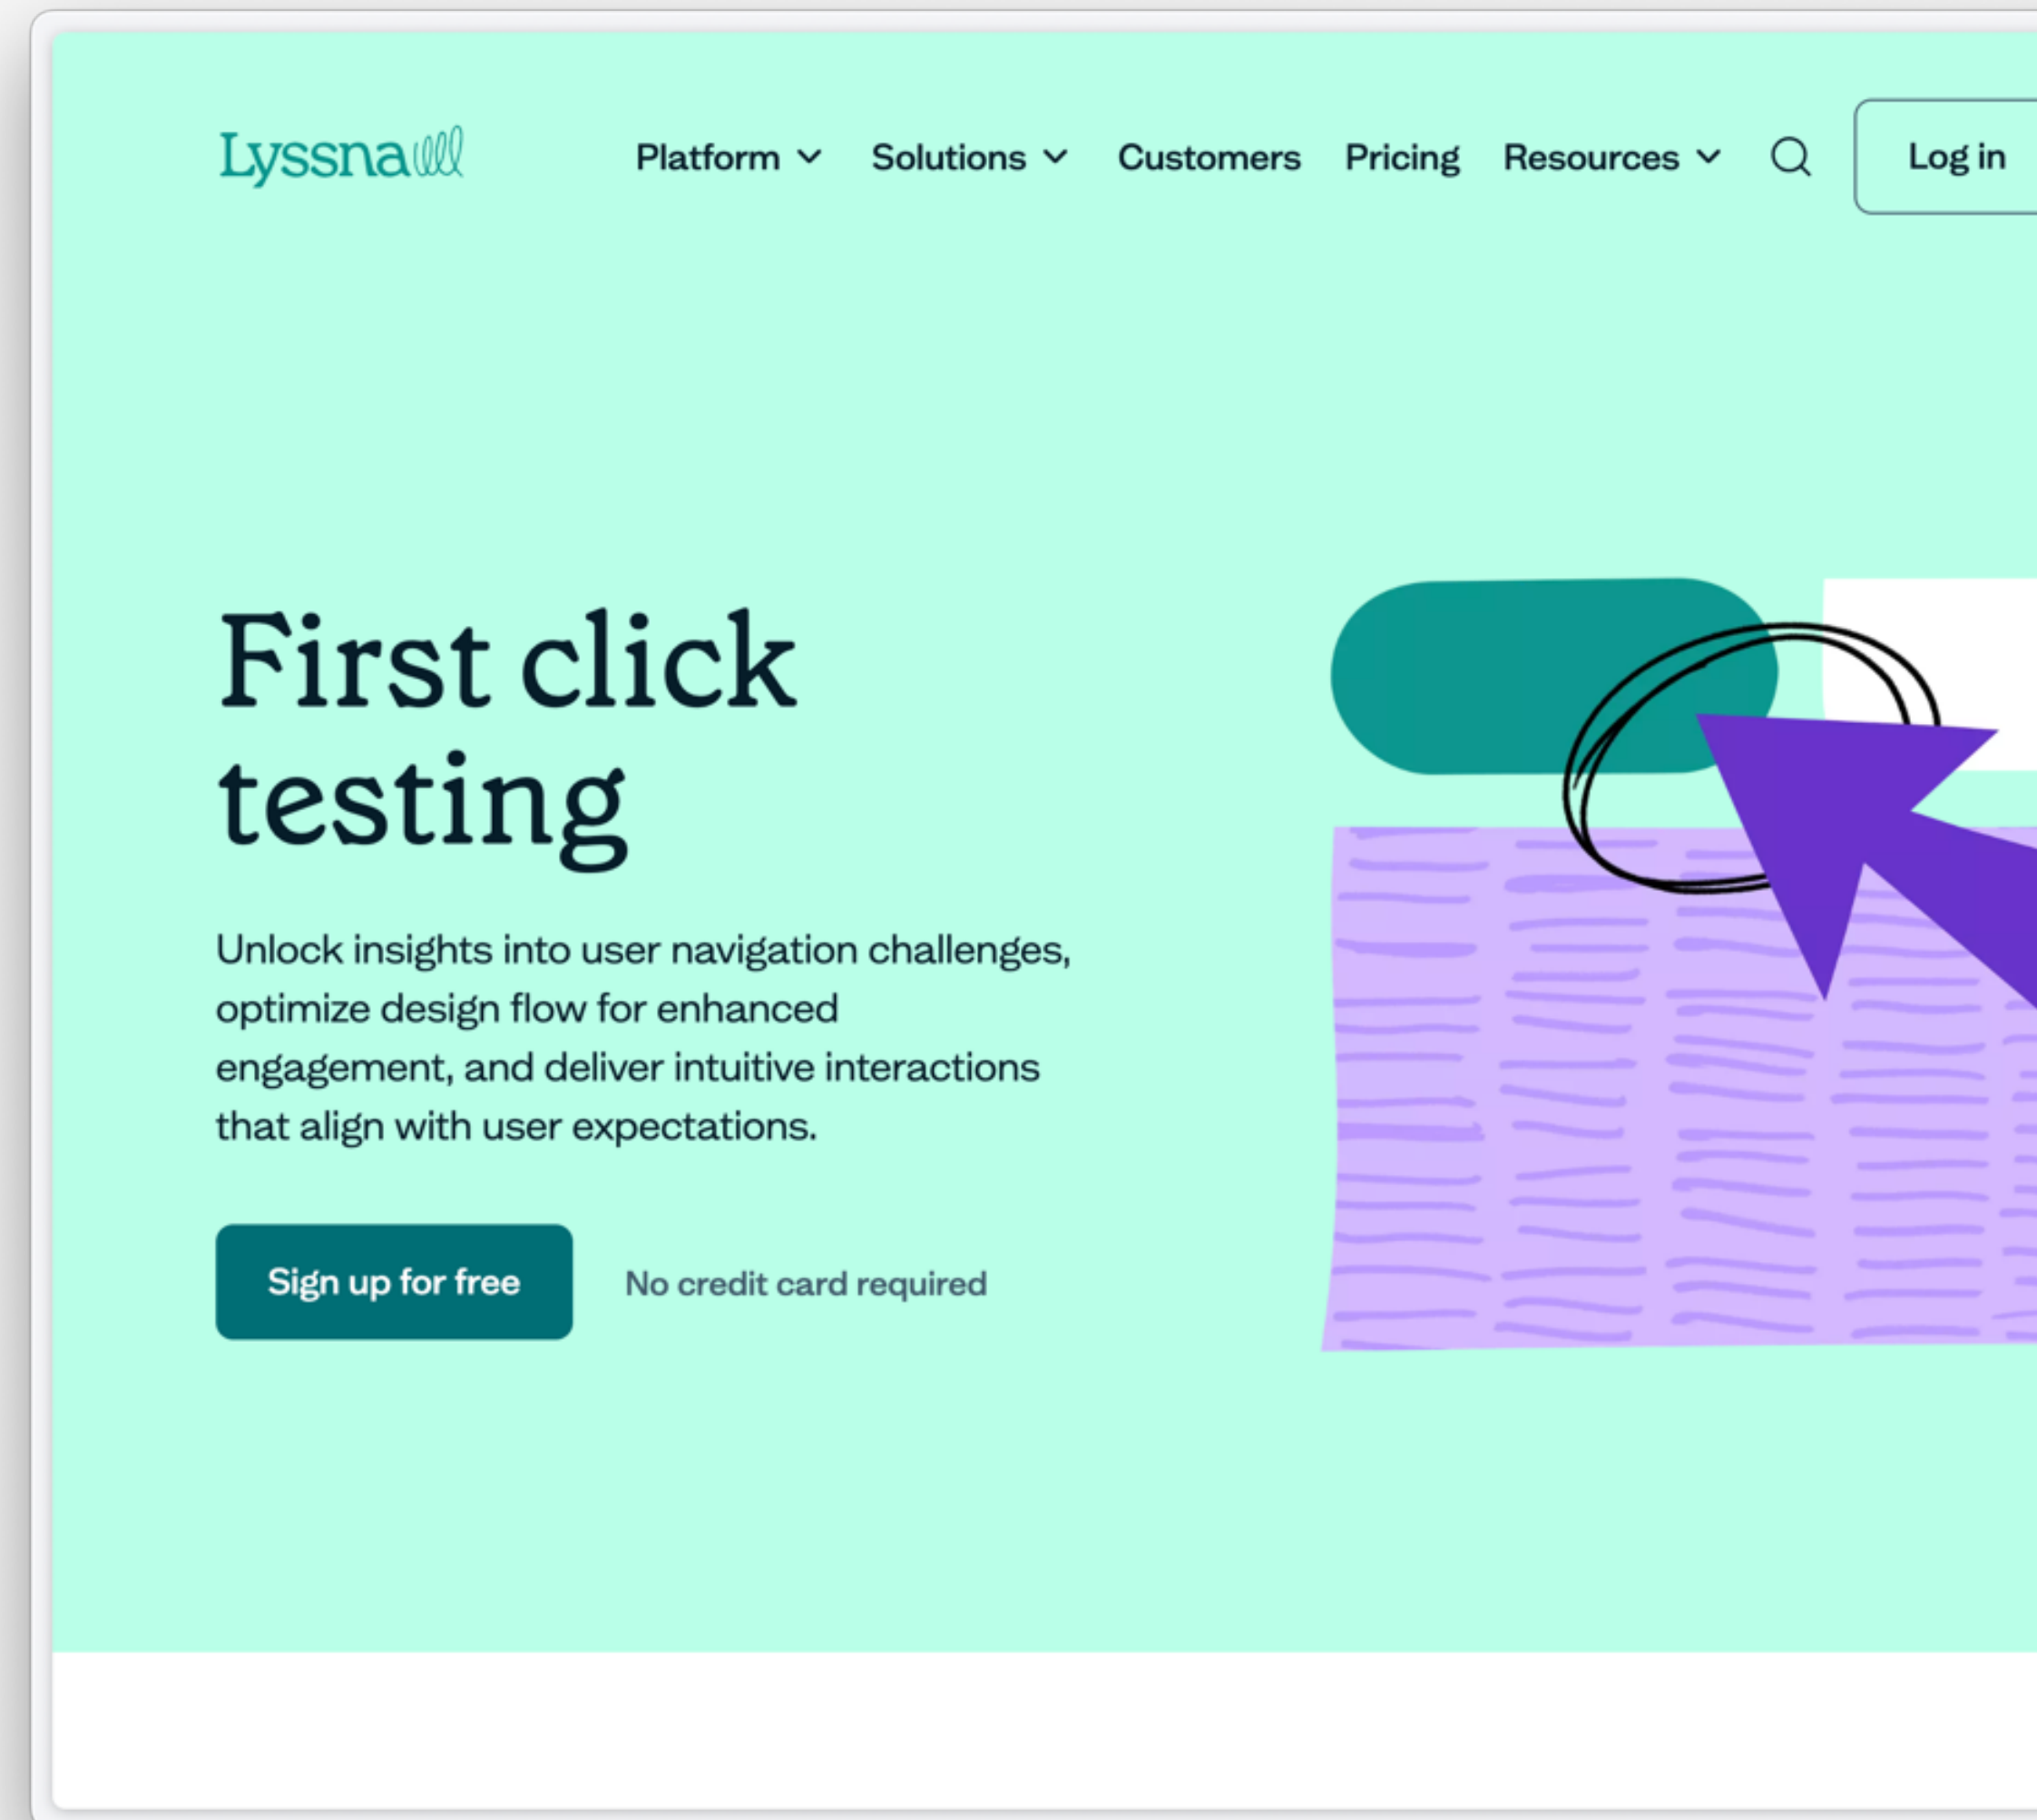 Lyssna
Platform Solutions Customers Pricing Resources Log in
First click
testing
Unlock insights into user navigation challenges,
optimize design flow for enhanced
engagement, and deliver intuitive interactions
that align with user expectations.
Sign up for free No credit card required